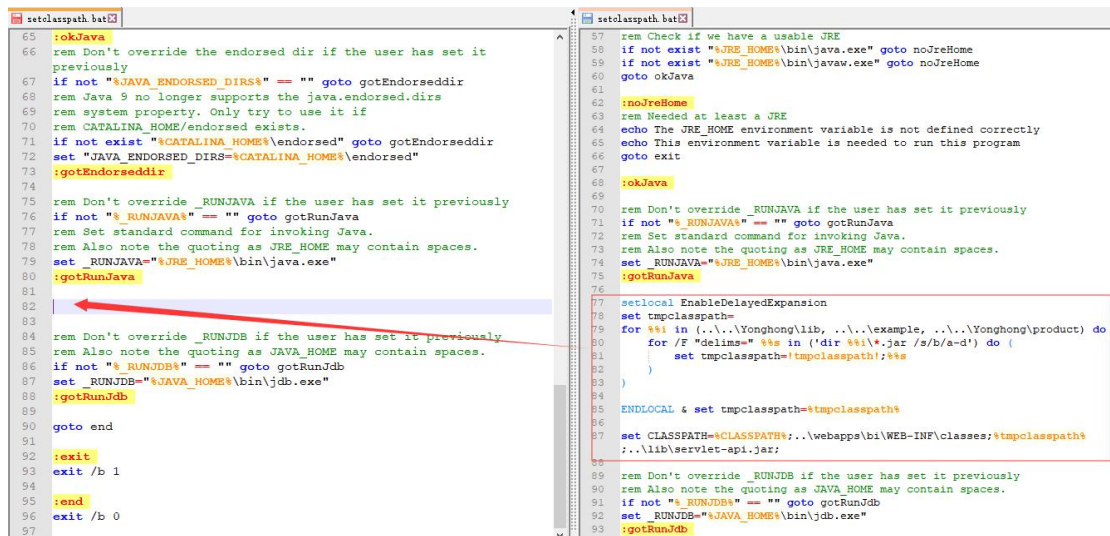 setclasspath.bat
65 :okJava
66 rem Don't override the endorsed dir if the user has set it
previously
67 if not "%JAVA_ENDORSED_DIRS%" == "" goto gotEndorseddir
68 rem Java 9 no longer supports the java.endorsed.dirs
69 rem system property. Only try to use it if
70 rem CATALINA_HOME/endorsed exists.
71 if not exist "%CATALINA_HOME%\endorsed" goto gotEndorseddir
72 set "JAVA_ENDORSED_DIRS=%CATALINA_HOME%\endorsed"
73 :gotEndorseddir
74
75 rem Don't override _RUNJAVA if the user has set it previously
76 if not "%_RUNJAVA%" == "" goto gotRunJava
77 rem Set standard command for invoking Java.
78 rem Also note the quoting as JRE_HOME may contain spaces.
79 set _RUNJAVA="%JRE_HOME%\bin\java.exe"
80 :gotRunJava
81
82
83
84 rem Don't override _RUNJDB if the user has set it previously
85 rem Also note the quoting as JAVA_HOME may contain spaces.
86 if not "%_RUNJDB%" == "" goto gotRunJdb
87 set _RUNJDB="%JAVA_HOME%\bin\jdb.exe"
88 :gotRunJdb
89
90 goto end
91
92 :exit
93 exit /b 1
94
95 :end
96 exit /b 0
97
setclasspath.bat
57 rem Check if we have a usable JRE
58 if not exist "%JRE_HOME%\bin\java.exe" goto noJreHome
59 if not exist "%JRE_HOME%\bin\javaw.exe" goto noJreHome
60 goto okJava
61
62 :noJreHome
63 rem Needed at least a JRE
64 echo The JRE_HOME environment variable is not defined correctly
65 echo This environment variable is needed to run this program
66 goto exit
67
68 :okJava
69
70 rem Don't override _RUNJAVA if the user has set it previously
71 if not "%_RUNJAVA%" == "" goto gotRunJava
72 rem Set standard command for invoking Java.
73 rem Also note the quoting as JRE_HOME may contain spaces.
74 set _RUNJAVA="%JRE_HOME%\bin\java.exe"
75 :gotRunJava
76
77 setlocal EnableDelayedExpansion
78 set tmpclasspath=
79 for %%i in (..\..\Yonghong\lib, ..\..\example, ..\..\Yonghong\product) do
80 for /F "delims=" %%s in ('dir %%i\*.jar /s/b/a-d') do (
81 set tmpclasspath=!tmpclasspath!;%%s
82 )
83 )
84
85 ENDLOCAL & set tmpclasspath=%tmpclasspath%
86
87 set CLASSPATH=%CLASSPATH%;..\webapps\bi\WEB-INF\classes;%tmpclasspath%
;..\lib\servlet-api.jar;
88
89 rem Don't override _RUNJDB if the user has set it previously
90 rem Also note the quoting as JAVA_HOME may contain spaces.
91 if not "%_RUNJDB%" == "" goto gotRunJdb
92 set _RUNJDB="%JAVA_HOME%\bin\jdb.exe"
93 :gotRunJdb